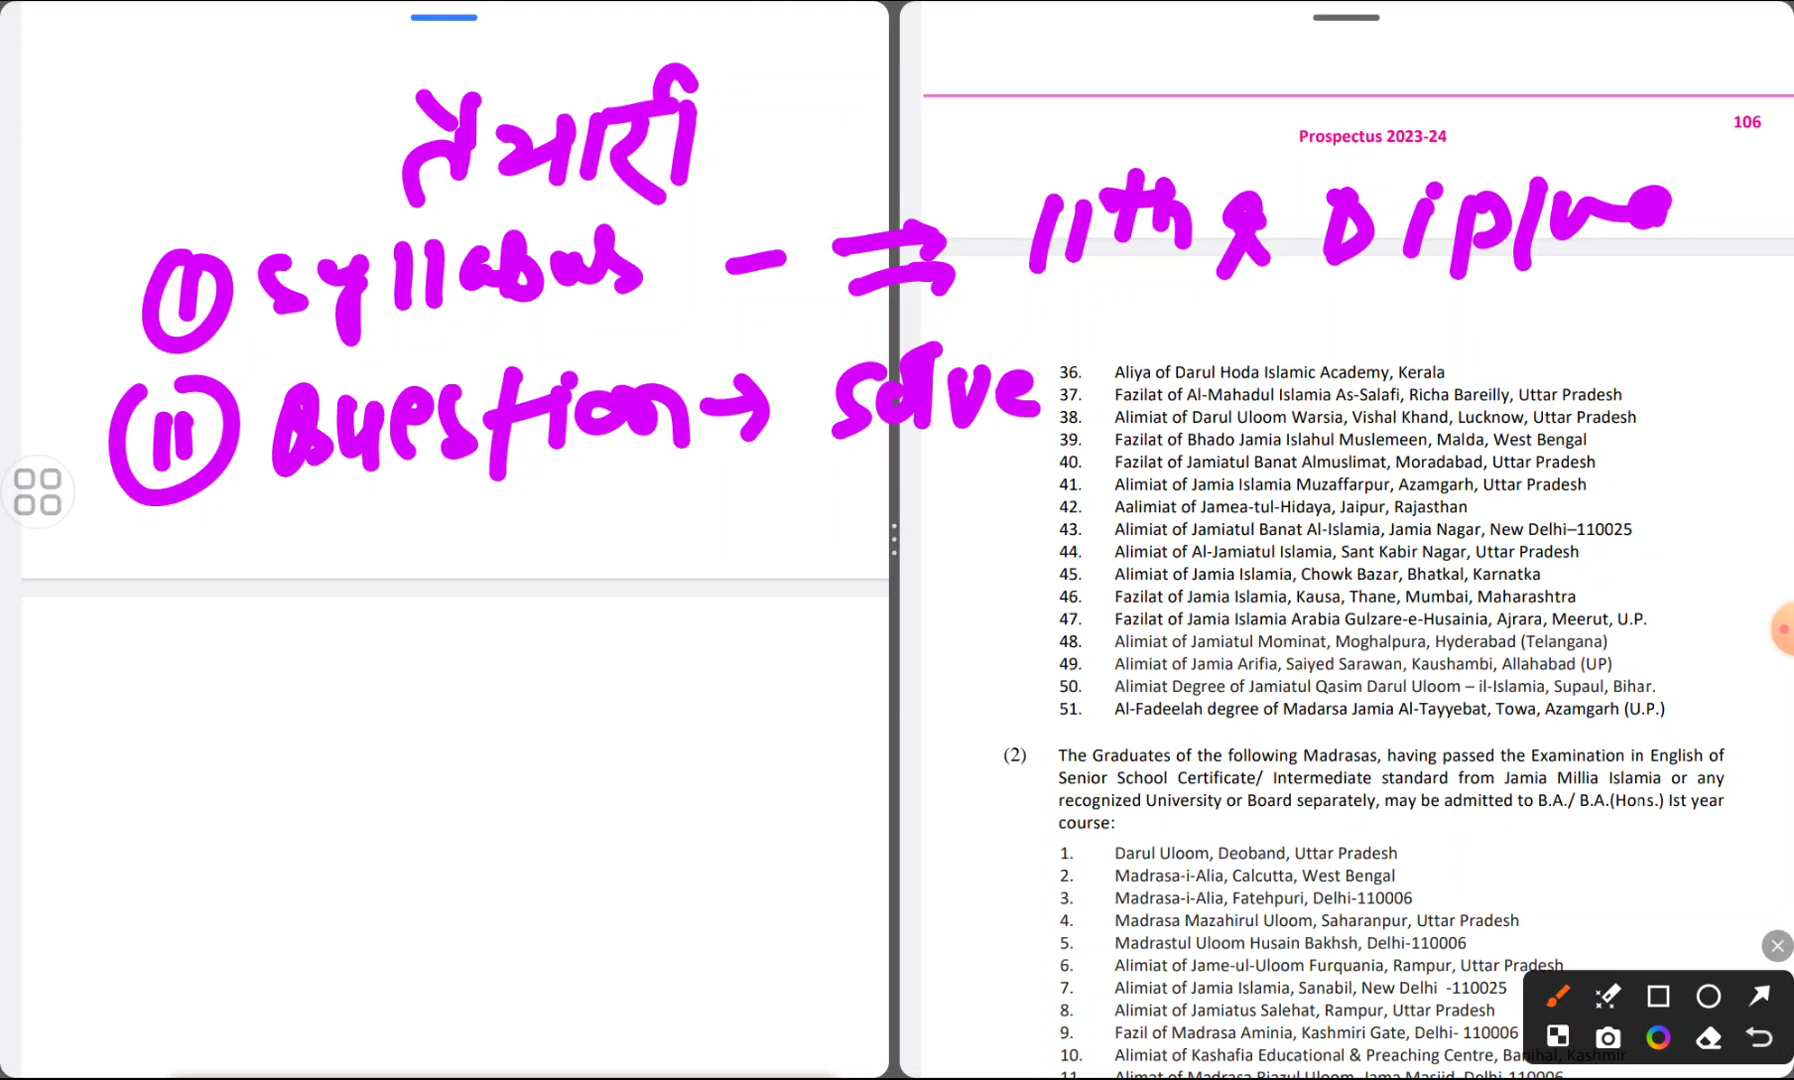 तैयारी
① syllabus - ⇒ 11th & Diploma
② Question → Solve
Prospectus 2023-24
106
36. Aliya of Darul Hoda Islamic Academy, Kerala
37. Fazilat of Al-Mahadul Islamia As-Salafi, Richa Bareilly, Uttar Pradesh
38. Alimiat of Darul Uloom Warsia, Vishal Khand, Lucknow, Uttar Pradesh
39. Fazilat of Bhado Jamia Islahul Muslemeen, Malda, West Bengal
40. Fazilat of Jamiatul Banat Almuslimat, Moradabad, Uttar Pradesh
41. Alimiat of Jamia Islamia Muzaffarpur, Azamgarh, Uttar Pradesh
42. Aalimiat of Jamea-tul-Hidaya, Jaipur, Rajasthan
43. Alimiat of Jamiatul Banat Al-Islamia, Jamia Nagar, New Delhi–110025
44. Alimiat of Al-Jamiatul Islamia, Sant Kabir Nagar, Uttar Pradesh
45. Alimiat of Jamia Islamia, Chowk Bazar, Bhatkal, Karnatka
46. Fazilat of Jamia Islamia, Kausa, Thane, Mumbai, Maharashtra
47. Fazilat of Jamia Islamia Arabia Gulzare-e-Husainia, Ajrara, Meerut, U.P.
48. Alimiat of Jamiatul Mominat, Moghalpura, Hyderabad (Telangana)
49. Alimiat of Jamia Arifia, Saiyed Sarawan, Kaushambi, Allahabad (UP)
50. Alimiat Degree of Jamiatul Qasim Darul Uloom – il-Islamia, Supaul, Bihar.
51. Al-Fadeelah degree of Madarsa Jamia Al-Tayyebat, Towa, Azamgarh (U.P.)
(2) The Graduates of the following Madrasas, having passed the Examination in English of
Senior School Certificate/ Intermediate standard from Jamia Millia Islamia or any
recognized University or Board separately, may be admitted to B.A./ B.A.(Hons.) Ist year
course:
1. Darul Uloom, Deoband, Uttar Pradesh
2. Madrasa-i-Alia, Calcutta, West Bengal
3. Madrasa-i-Alia, Fatehpuri, Delhi-110006
4. Madrasa Mazahirul Uloom, Saharanpur, Uttar Pradesh
5. Madrastul Uloom Husain Bakhsh, Delhi-110006
6. Alimiat of Jame-ul-Uloom Furquania, Rampur, Uttar Pradesh
7. Alimiat of Jamia Islamia, Sanabil, New Delhi -110025
8. Alimiat of Jamiatus Salehat, Rampur, Uttar Pradesh
9. Fazil of Madrasa Aminia, Kashmiri Gate, Delhi- 110006
10. Alimiat of Kashafia Educational & Preaching Centre, Banihal, Kashmir
11. Alimat of Madrasa Riazul Uloom, Jama Masjid, Delhi-110006